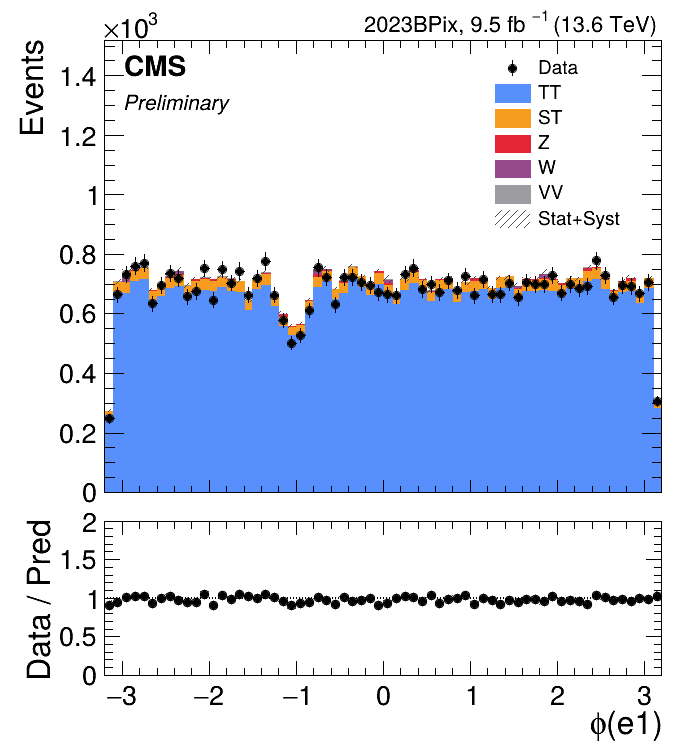 ×10³
2023BPix, 9.5 fb ⁻¹ (13.6 TeV)
Events
CMS
Preliminary
Data
TT
ST
Z
W
VV
Stat+Syst
1.4
1.2
1
0.8
0.6
0.4
0.2
0
Data / Pred
2
1.5
1
0.5
0
−3 −2 −1 0 1 2 3
ϕ(e1)